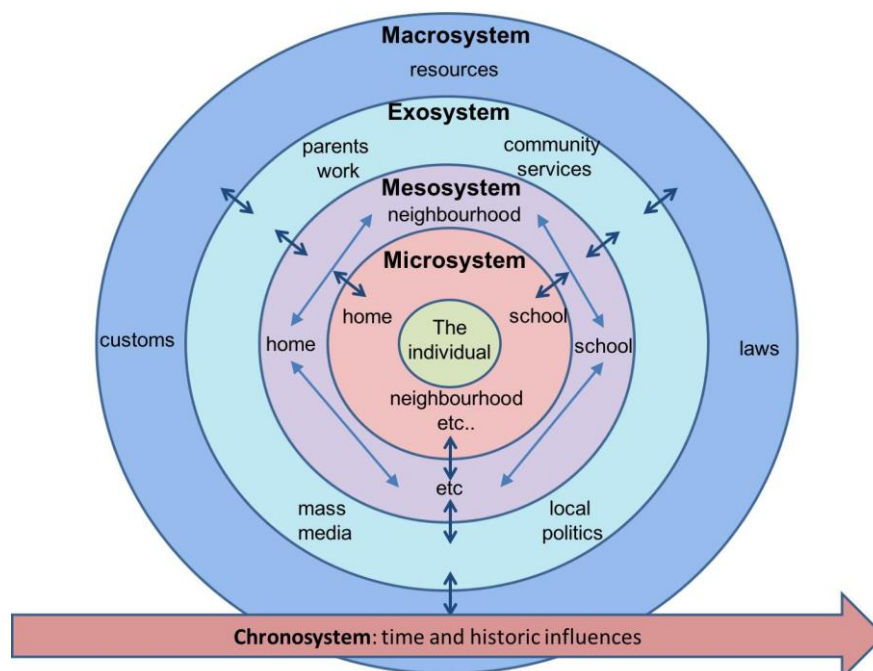 Macrosystem
resources
Exosystem
parents
work
community
services
Mesosystem
neighbourhood
Microsystem
home
school
The
individual
customs
home
school
laws
neighbourhood
etc..
etc
mass
media
local
politics
Chronosystem: time and historic influences